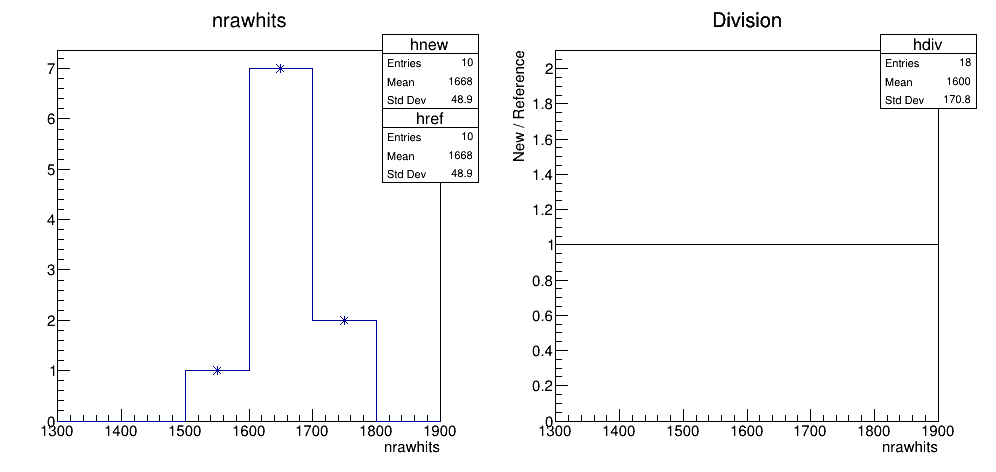 nrawhits
hnew
Entries 10
Mean 1668
Std Dev 48.9
href
Entries 10
Mean 1668
Std Dev 48.9
7
6
5
4
3
2
1
0
1300 1400 1500 1600 1700 1800 1900
nrawhits
Division
hdiv
Entries 18
Mean 1600
Std Dev 170.8
New / Reference
2
1.8
1.6
1.4
1.2
1
0.8
0.6
0.4
0.2
0
1300 1400 1500 1600 1700 1800 1900
nrawhits